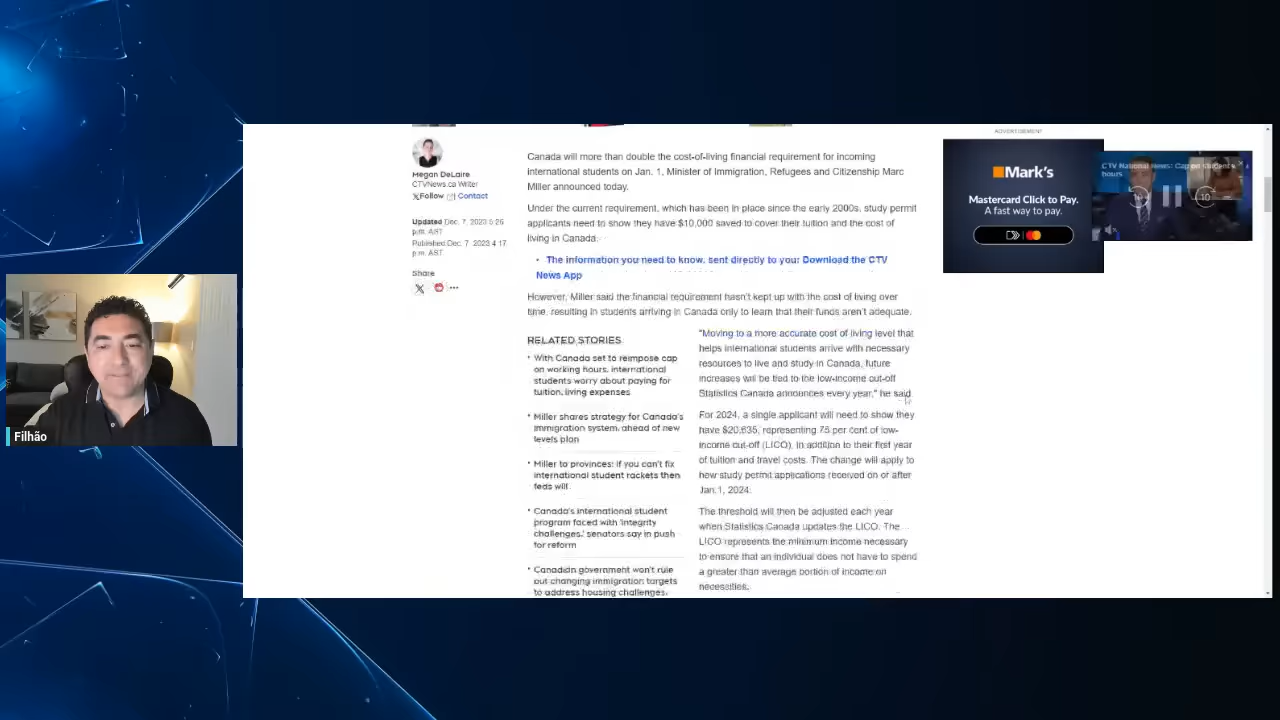 Megan DeLaire
CTVNews.ca Writer
Follow Contact
Updated Dec. 7, 2023 5:26
p.m. AST
Published Dec. 7, 2023 4:17
p.m. AST
Share
Canada will more than double the cost-of-living financial requirement for incoming
international students on Jan. 1, Minister of Immigration, Refugees and Citizenship Marc
Miller announced today.
Under the current requirement, which has been in place since the early 2000s, study permit
applicants need to show they have $10,000 saved to cover their tuition and the cost of
living in Canada.
• The information you need to know, sent directly to you: Download the CTV
News App
However, Miller said the financial requirement hasn't kept up with the cost of living over
time, resulting in students arriving in Canada only to learn that their funds aren't adequate.
RELATED STORIES
• With Canada set to reimpose cap
on working hours, international
students worry about paying for
tuition, living expenses
• Miller shares strategy for Canada's
immigration system, ahead of new
levels plan
• Miller to provinces: If you can't fix
international student rackets then
feds will
• Canada's international student
program faced with 'integrity
challenges,' senators say in push
for reform
• Canadian government won't rule
out changing immigration targets
to address housing challenges,
"Moving to a more accurate cost of living level that
helps international students arrive with necessary
resources to live and study in Canada, future
increases will be tied to the low-income cut-off
Statistics Canada announces every year," he said.
For 2024, a single applicant will need to show they
have $20,635, representing 75 per cent of low-
income cut-off (LICO), in addition to their first year
of tuition and travel costs. The change will apply to
new study permit applications received on or after
Jan.1, 2024.
The threshold will then be adjusted each year
when Statistics Canada updates the LICO. The
LICO represents the minimum income necessary
to ensure that an individual does not have to spend
a greater than average portion of income on
necessities.
ADVERTISEMENT
Mark's
Mastercard Click to Pay.
A fast way to pay.
CTV National News: Cap on student's
hours
10
10
Filhão